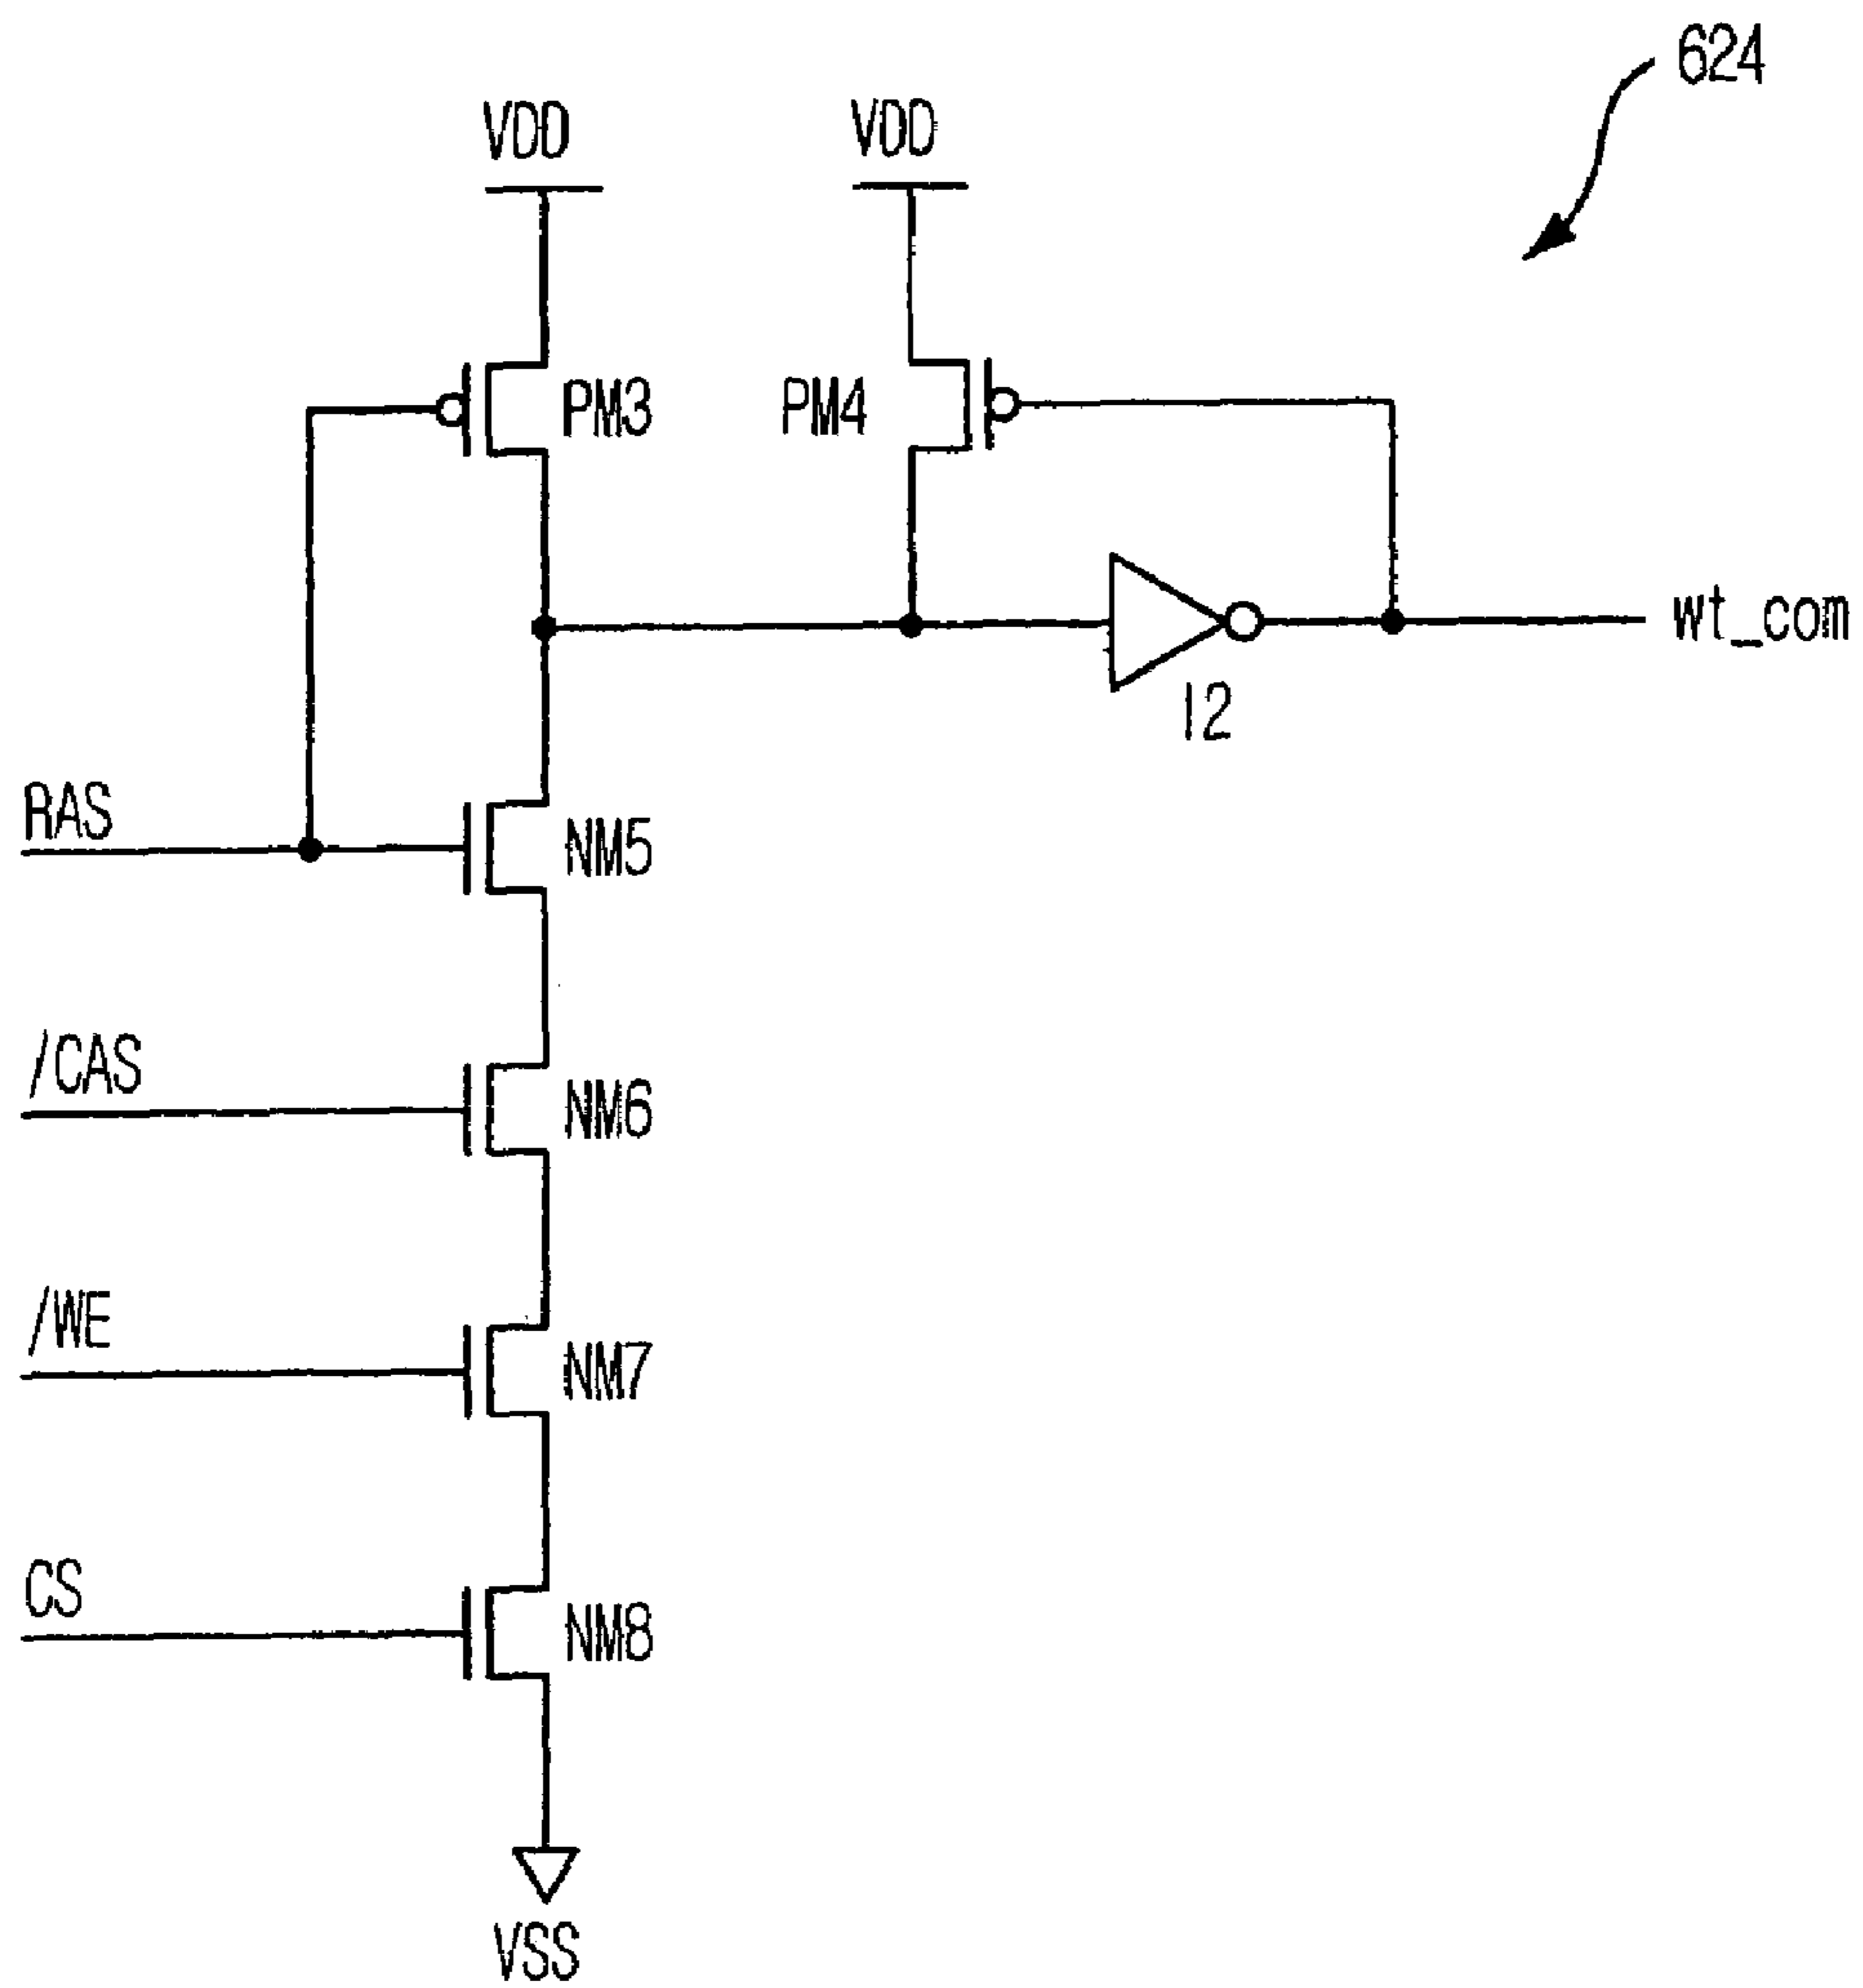 624
VDD
VDD
PM3
PM4
wt_com
I2
RAS
NM5
/CAS
NM6
/WE
NM7
CS
NM8
VSS